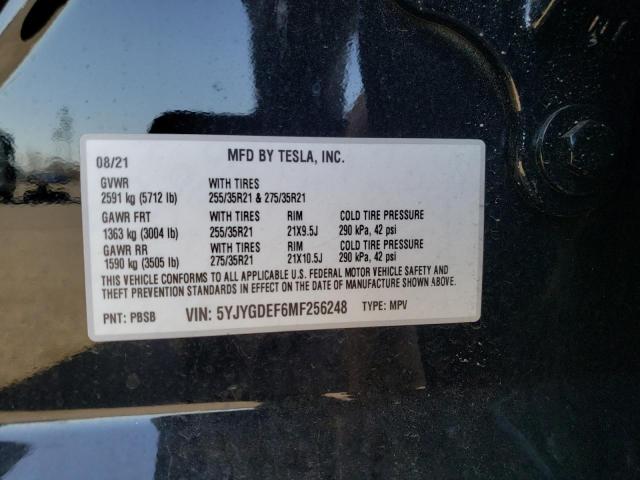 08/21 MFD BY TESLA, INC.
GVWR WITH TIRES
2591 kg (5712 lb) 255/35R21 & 275/35R21
GAWR FRT WITH TIRES RIM COLD TIRE PRESSURE
1363 kg (3004 lb) 255/35R21 21X9.5J 290 kPa, 42 psi
GAWR RR WITH TIRES RIM COLD TIRE PRESSURE
1590 kg (3505 lb) 275/35R21 21X10.5J 290 kPa, 42 psi
THIS VEHICLE CONFORMS TO ALL APPLICABLE U.S. FEDERAL MOTOR VEHICLE SAFETY AND
THEFT PREVENTION STANDARDS IN EFFECT ON THE DATE OF MANUFACTURE SHOWN ABOVE.
PNT: PBSB VIN: 5YJYGDEF6MF256248 TYPE: MPV